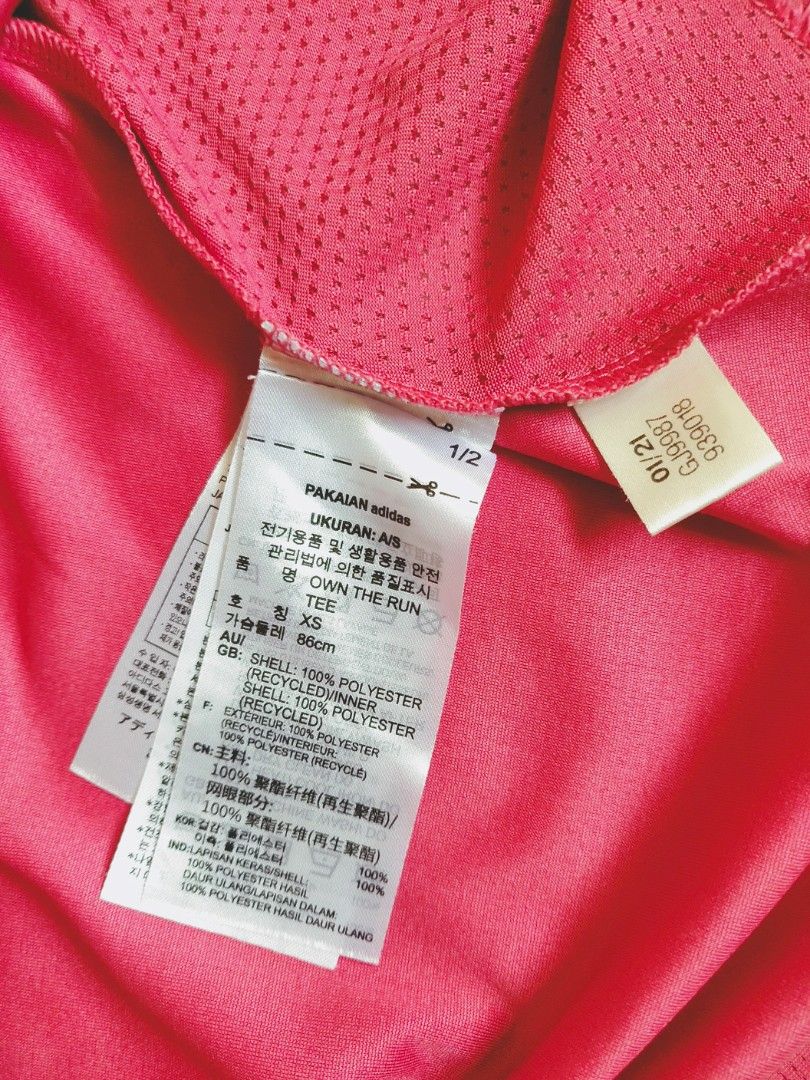 1/2
PAKAIAN adidas
UKURAN: A/S
전기용품 및 생활용품 안전
관리법에 의한 품질표시
품 명 OWN THE RUN
TEE
호 칭 XS
가슴둘레 86cm
AU/
GB: SHELL: 100% POLYESTER
(RECYCLED)/INNER
SHELL: 100% POLYESTER
(RECYCLED)
F: EXTÉRIEUR: 100% POLYESTER
(RECYCLÉ)/INTERIEUR:
100% POLYESTER (RECYCLÉ)
CN: 主料:
100% 聚酯纤维(再生聚酯)/
网眼部分:
100% 聚酯纤维(再生聚酯)
KOR: 겉감: 폴리에스터 100%
이측: 폴리에스터 100%
IND: LAPISAN KERAS/SHELL:
100% POLYESTER HASIL
DAUR ULANG/LAPISAN DALAM:
100% POLYESTER HASIL DAUR ULANG
01/21
GJ9987
939018